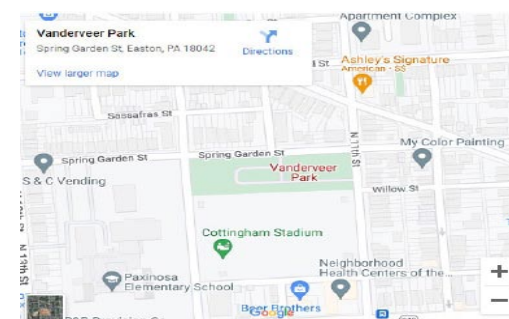 Apartment Complex
Vanderveer Park
Spring Garden St, Easton, PA 18042
Directions
View larger map
Ashley's Signature
American • $$
Sassafras St
N 11th St
My Color Painting
Spring Garden St
Spring Garden St
S & C Vending
Vanderveer
Park
Willow St
Cottingham Stadium
N 13th St
Neighborhood
Health Centers of the...
Paxinosa
Elementary School
Beer Brothers
Google
+
−